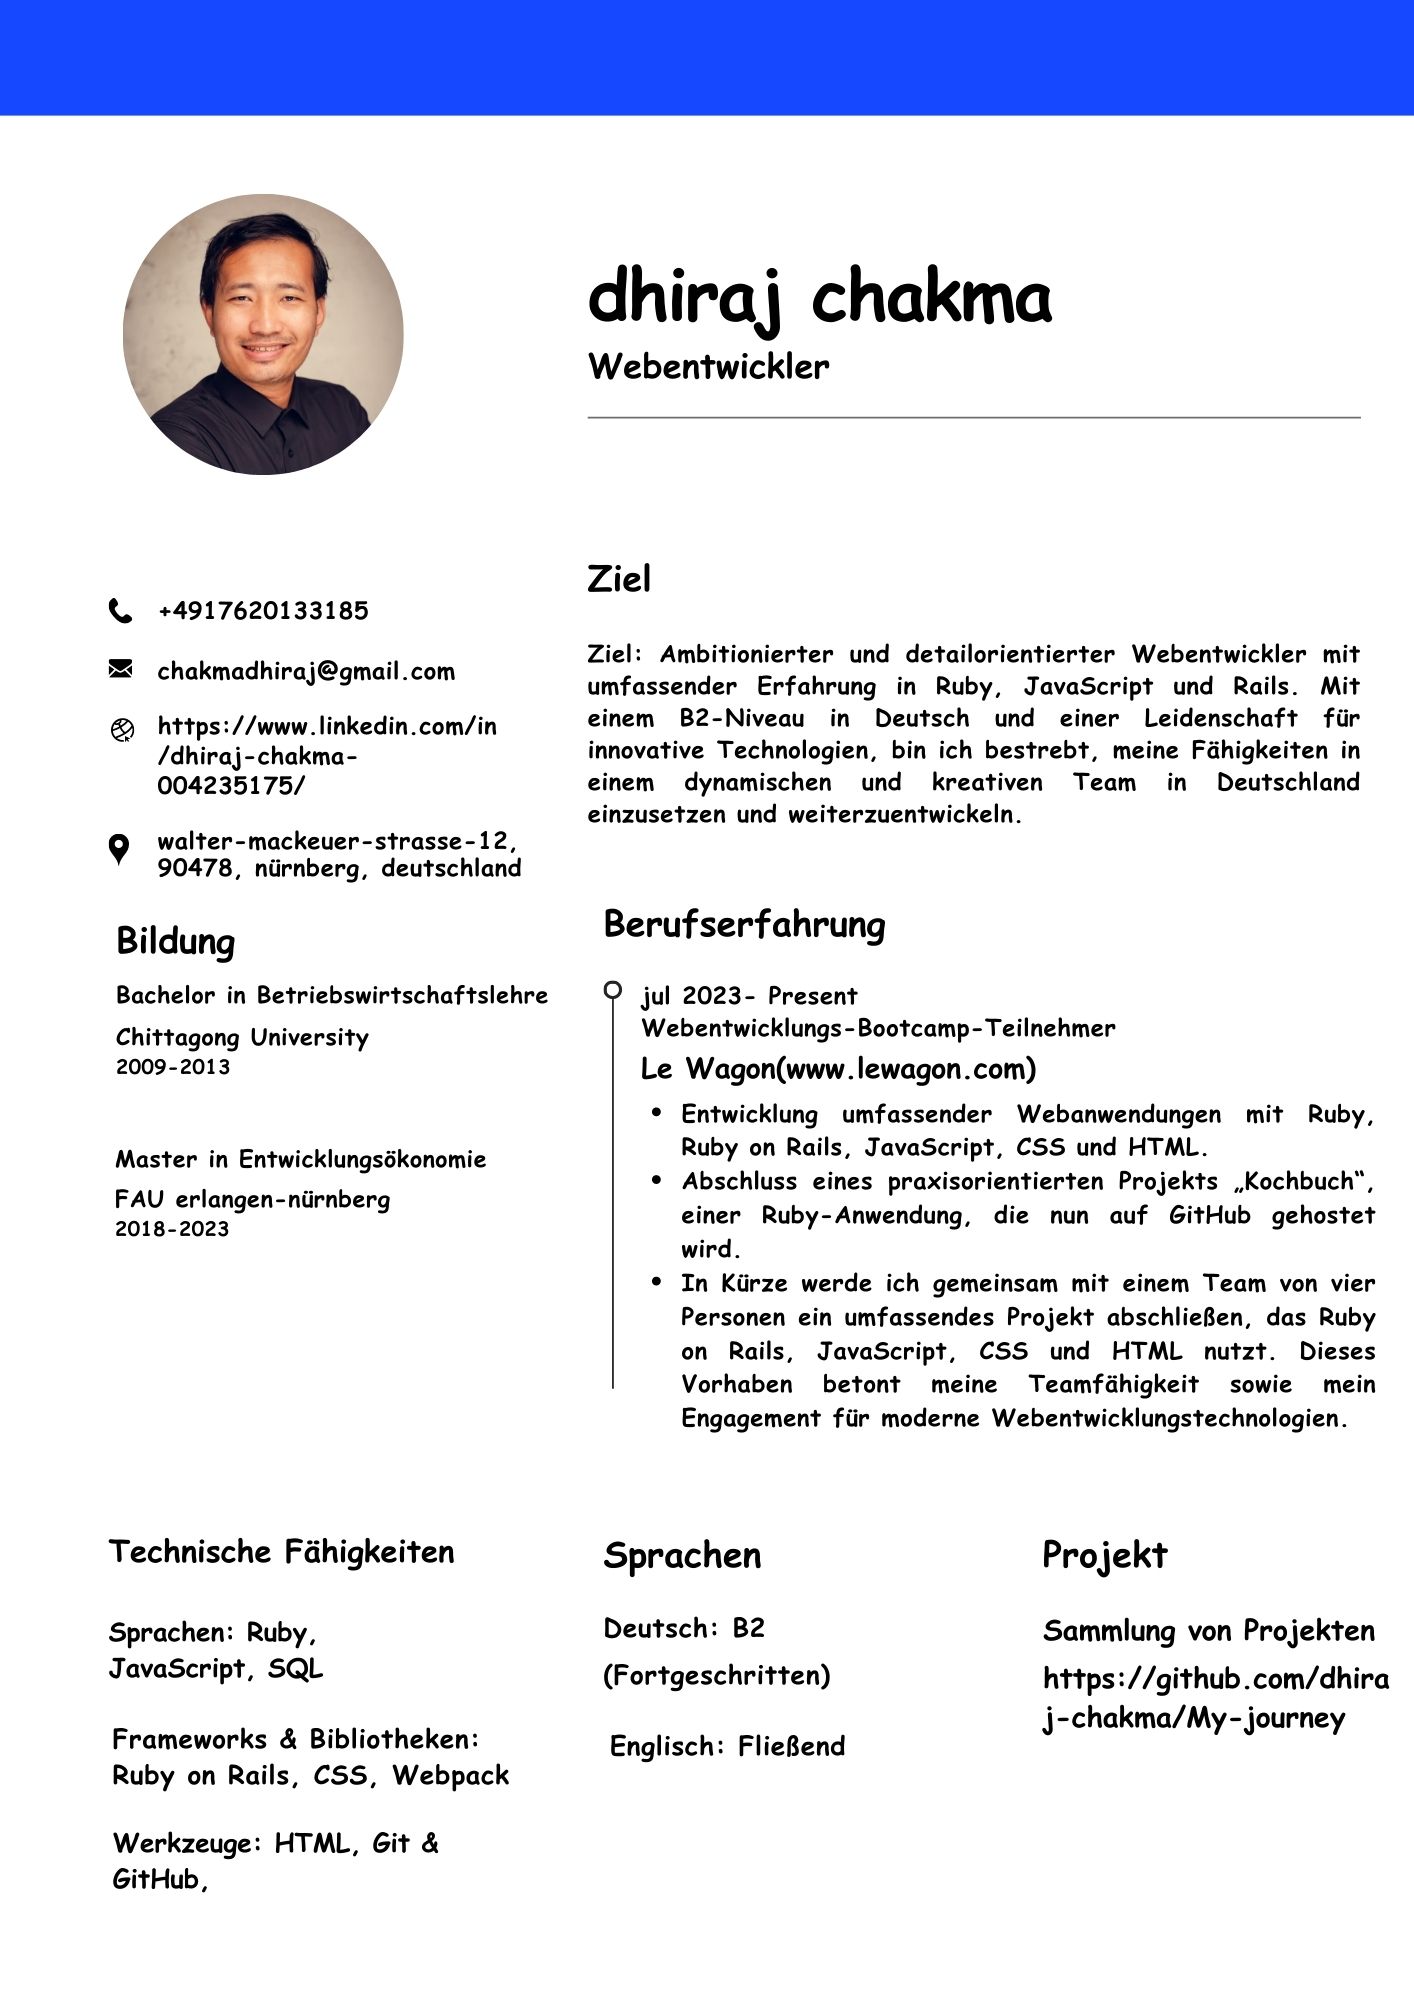 dhiraj chakma
Webentwickler
+4917620133185
chakmadhiraj@gmail.com
https://www.linkedin.com/in
/dhiraj-chakma-
004235175/
walter-mackeuer-strasse-12,
90478, nürnberg, deutschland
Bildung
Bachelor in Betriebswirtschaftslehre
Chittagong University
2009-2013
Master in Entwicklungsökonomie
FAU erlangen-nürnberg
2018-2023
Ziel
Ziel: Ambitionierter und detailorientierter Webentwickler mit
umfassender Erfahrung in Ruby, JavaScript und Rails. Mit
einem B2-Niveau in Deutsch und einer Leidenschaft für
innovative Technologien, bin ich bestrebt, meine Fähigkeiten in
einem dynamischen und kreativen Team in Deutschland
einzusetzen und weiterzuentwickeln.
Berufserfahrung
jul 2023- Present
Webentwicklungs-Bootcamp-Teilnehmer
Le Wagon(www.lewagon.com)
• Entwicklung umfassender Webanwendungen mit Ruby,
Ruby on Rails, JavaScript, CSS und HTML.
• Abschluss eines praxisorientierten Projekts „Kochbuch“,
einer Ruby-Anwendung, die nun auf GitHub gehostet
wird.
• In Kürze werde ich gemeinsam mit einem Team von vier
Personen ein umfassendes Projekt abschließen, das Ruby
on Rails, JavaScript, CSS und HTML nutzt. Dieses
Vorhaben betont meine Teamfähigkeit sowie mein
Engagement für moderne Webentwicklungstechnologien.
Technische Fähigkeiten
Sprachen: Ruby,
JavaScript, SQL
Frameworks & Bibliotheken:
Ruby on Rails, CSS, Webpack
Werkzeuge: HTML, Git &
GitHub,
Sprachen
Deutsch: B2
(Fortgeschritten)
Englisch: Fließend
Projekt
Sammlung von Projekten
https://github.com/dhira
j-chakma/My-journey